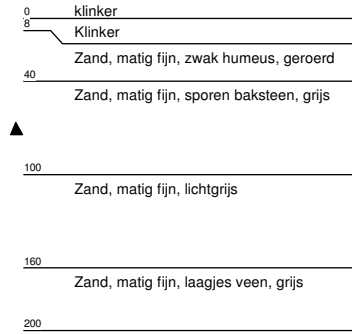 0 klinker
8 Klinker
Zand, matig fijn, zwak humeus, geroerd
40
Zand, matig fijn, sporen baksteen, grijs
100
Zand, matig fijn, lichtgrijs
160
Zand, matig fijn, laagjes veen, grijs
200